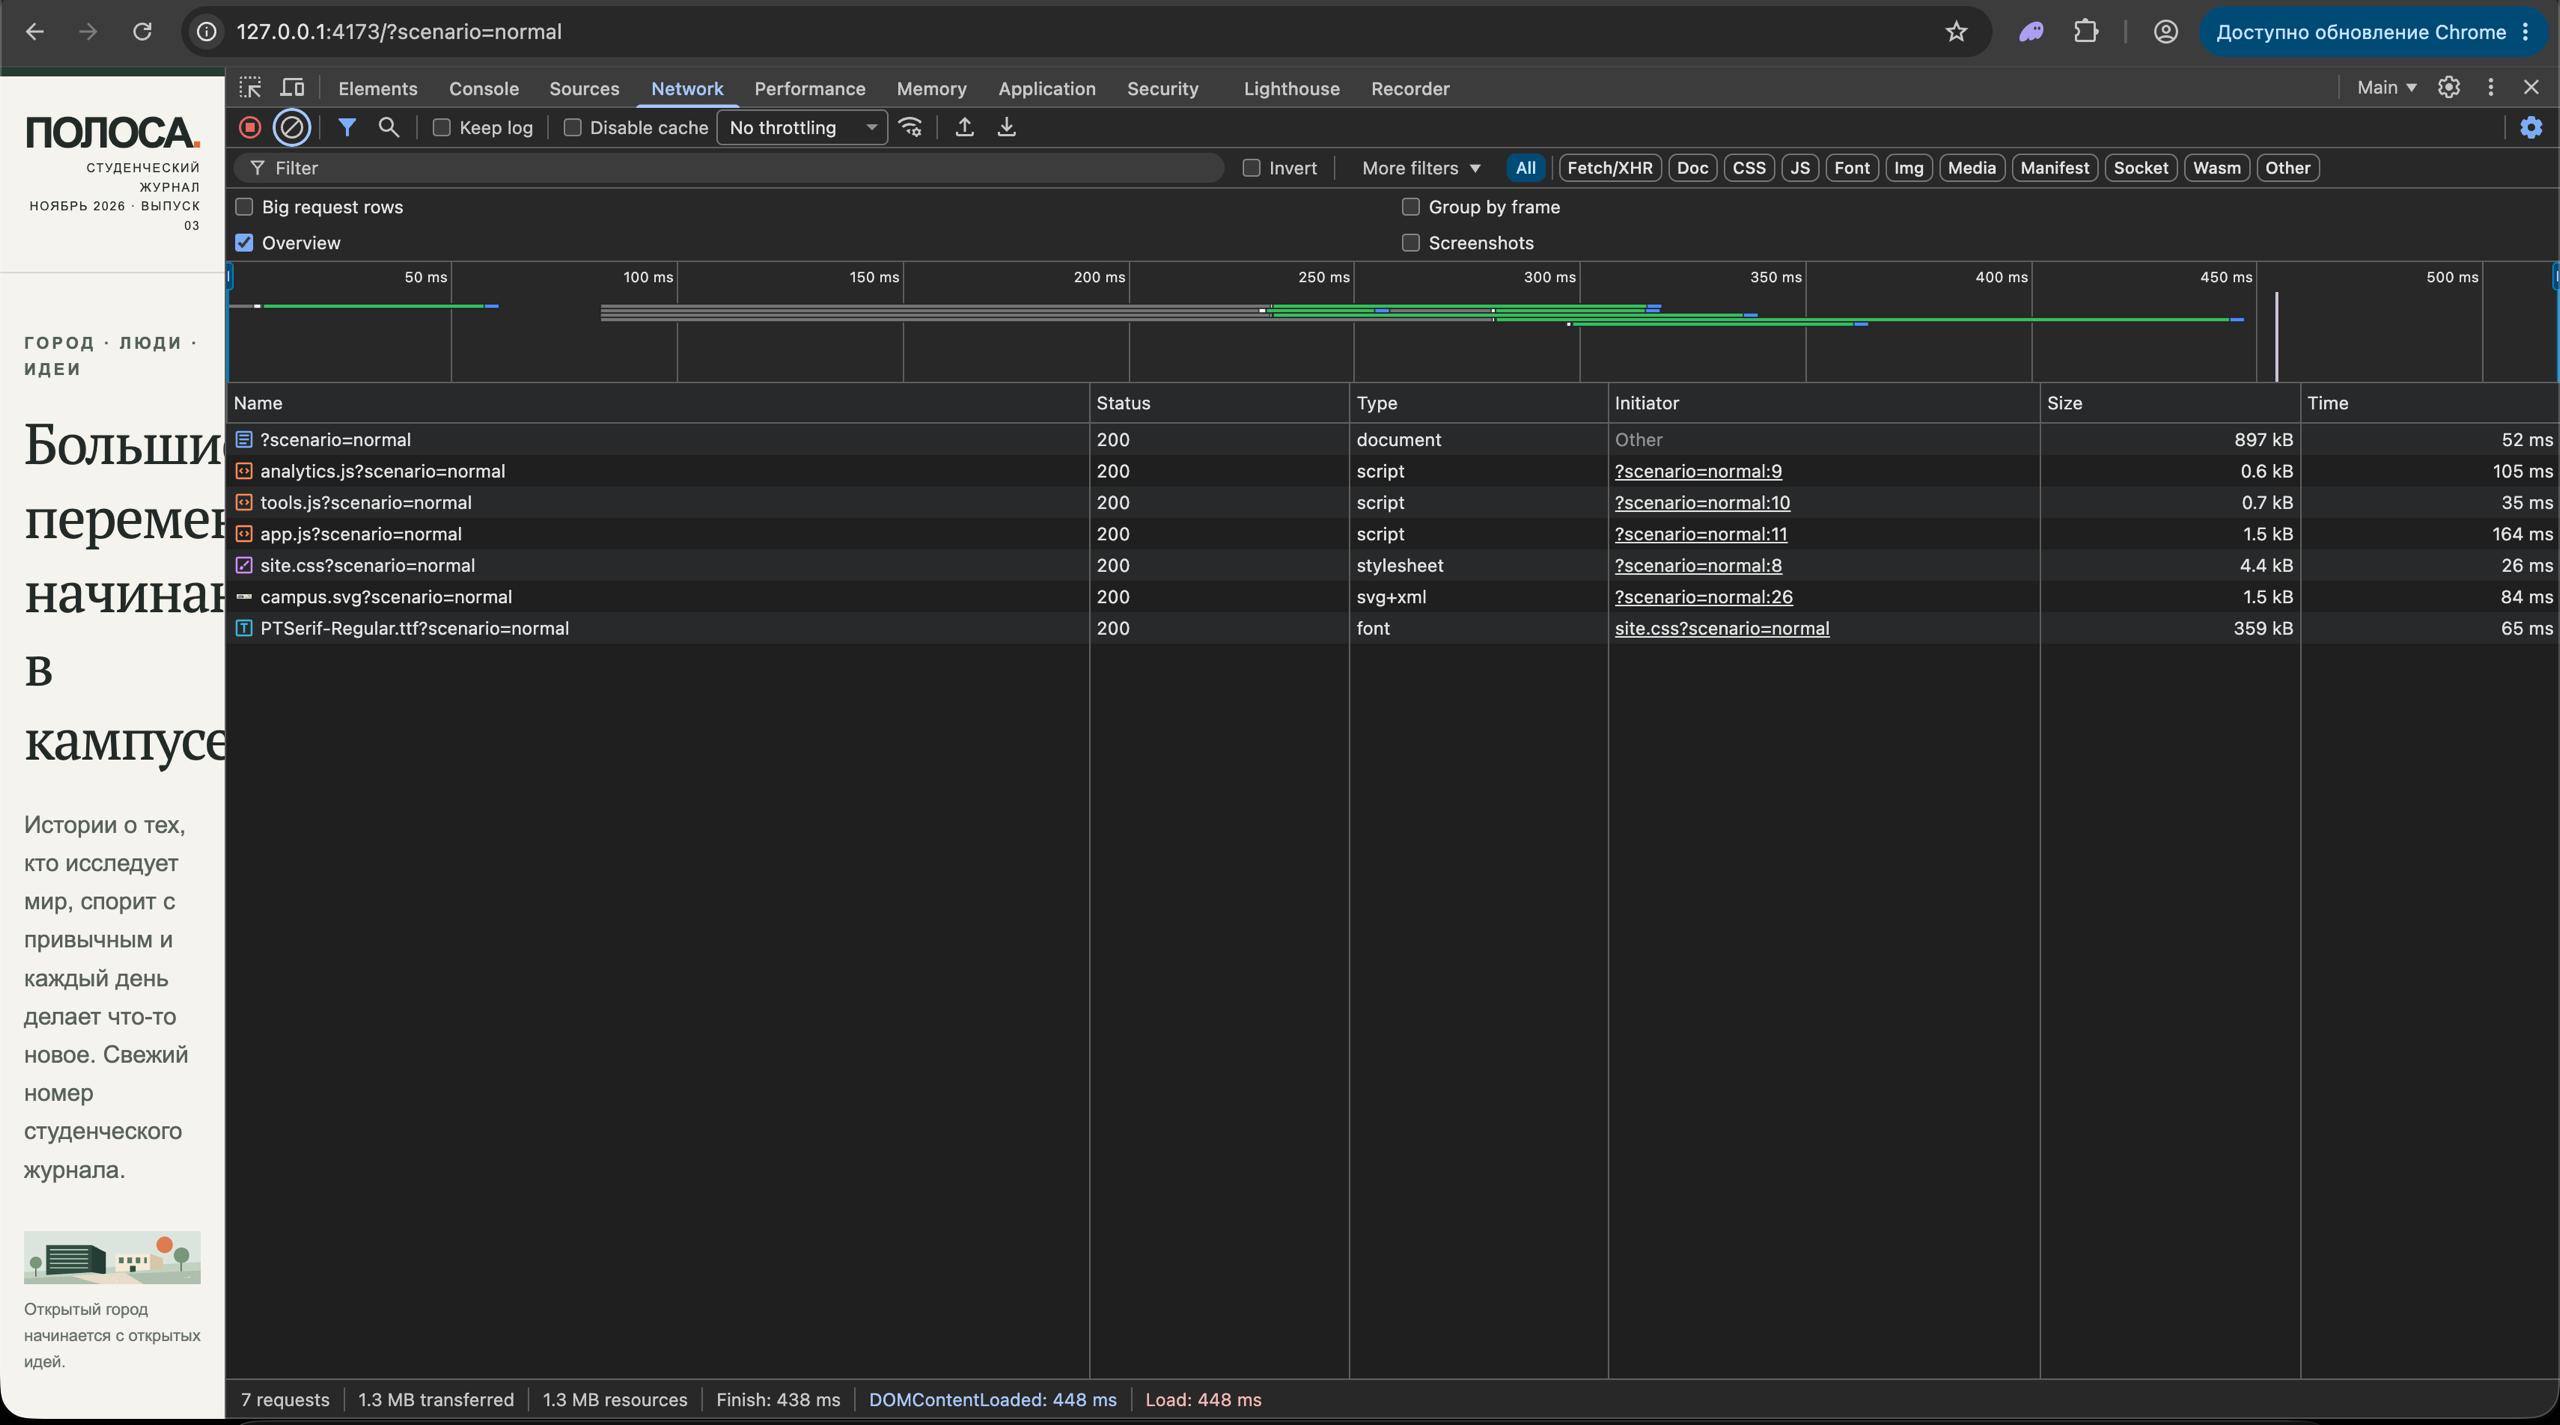 127.0.0.1:4173/?scenario=normal
Доступно обновление Chrome
ПОЛОСА.
СТУДЕНЧЕСКИЙ
ЖУРНАЛ
НОЯБРЬ 2026 · ВЫПУСК
03
ГОРОД · ЛЮДИ ·
ИДЕИ
Большие
перемен
начинан
в
кампусе
Истории о тех,
кто исследует
мир, спорит с
привычным и
каждый день
делает что-то
новое. Свежий
номер
студенческого
журнала.
Открытый город
начинается с открытых
идей.
Elements Console Sources Network Performance Memory Application Security Lighthouse Recorder Main
Keep log Disable cache No throttling
Filter Invert More filters All Fetch/XHR Doc CSS JS Font Img Media Manifest Socket Wasm Other
Big request rows Group by frame
Overview Screenshots
50 ms 100 ms 150 ms 200 ms 250 ms 300 ms 350 ms 400 ms 450 ms 500 ms
Name Status Type Initiator Size Time
?scenario=normal 200 document Other 897 kB 52 ms
analytics.js?scenario=normal 200 script ?scenario=normal:9 0.6 kB 105 ms
tools.js?scenario=normal 200 script ?scenario=normal:10 0.7 kB 35 ms
app.js?scenario=normal 200 script ?scenario=normal:11 1.5 kB 164 ms
site.css?scenario=normal 200 stylesheet ?scenario=normal:8 4.4 kB 26 ms
campus.svg?scenario=normal 200 svg+xml ?scenario=normal:26 1.5 kB 84 ms
PTSerif-Regular.ttf?scenario=normal 200 font site.css?scenario=normal 359 kB 65 ms
7 requests 1.3 MB transferred 1.3 MB resources Finish: 438 ms DOMContentLoaded: 448 ms Load: 448 ms